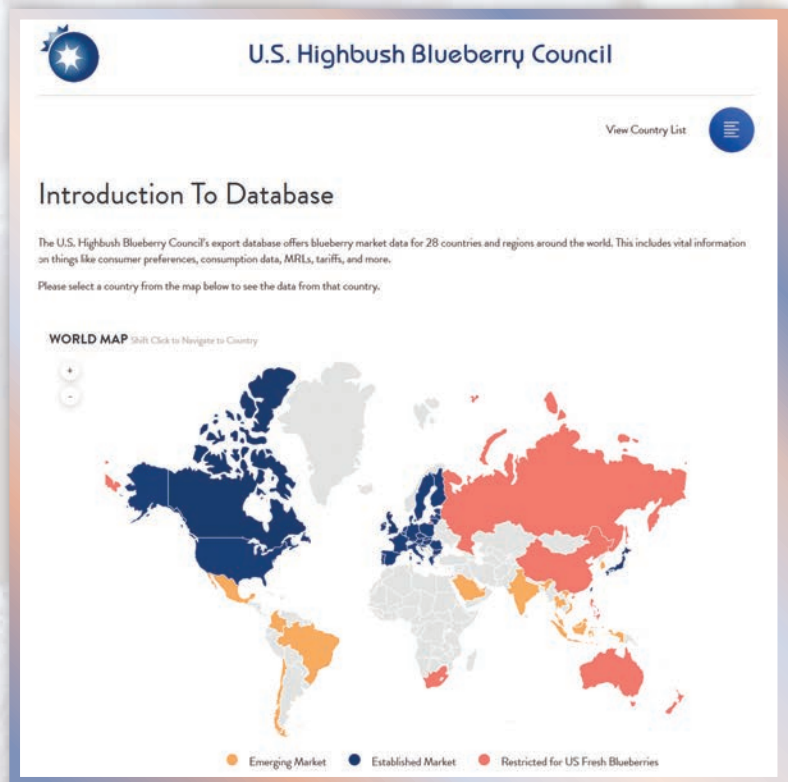 U.S. Highbush Blueberry Council
View Country List
Introduction To Database
The U.S. Highbush Blueberry Council's export database offers blueberry market data for 28 countries and regions around the world. This includes vital information
on things like consumer preferences, consumption data, MRLs, tariffs, and more.
Please select a country from the map below to see the data from that country.
WORLD MAP Shift Click to Navigate to Country
+
-
Emerging Market Established Market Restricted for US Fresh Blueberries